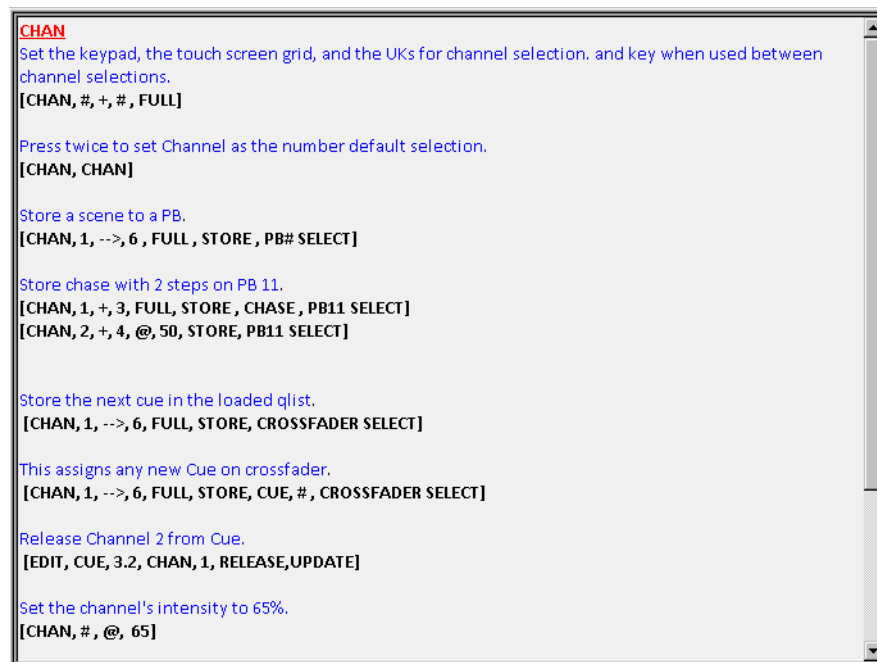 CHAN
Set the keypad, the touch screen grid, and the UKs for channel selection. and key when used between
channel selections.
[CHAN, #, +, # , FULL]
Press twice to set Channel as the number default selection.
[CHAN, CHAN]
Store a scene to a PB.
[CHAN, 1, -->, 6 , FULL , STORE , PB# SELECT]
Store chase with 2 steps on PB 11.
[CHAN, 1, +, 3, FULL, STORE , CHASE , PB11 SELECT]
[CHAN, 2, +, 4, @, 50, STORE, PB11 SELECT]
Store the next cue in the loaded qlist.
[CHAN, 1, -->, 6, FULL, STORE, CROSSFADER SELECT]
This assigns any new Cue on crossfader.
[CHAN, 1, -->, 6, FULL, STORE, CUE, # , CROSSFADER SELECT]
Release Channel 2 from Cue.
[EDIT, CUE, 3.2, CHAN, 1, RELEASE,UPDATE]
Set the channel's intensity to 65%.
[CHAN, # , @, 65]